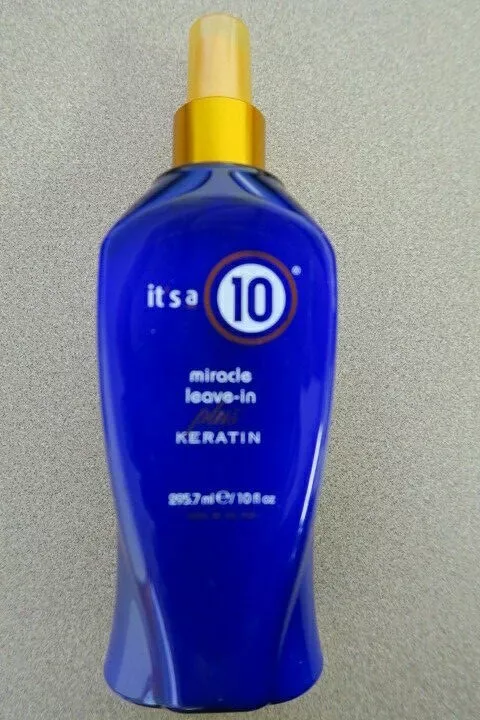 it's a 10®
miracle
leave-in
plus
KERATIN
295.7 ml ℮/10 fl oz